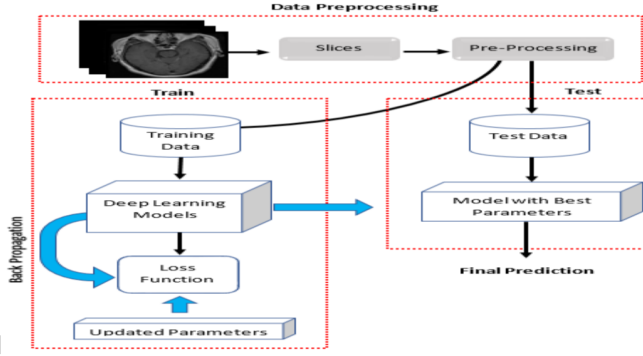 Data Preprocessing
Slices
Pre-Processing
Train
Test
Training
Data
Test Data
Deep Learning
Models
Model with Best
Parameters
Back Propagation
Loss
Function
Final Prediction
Updated Parameters